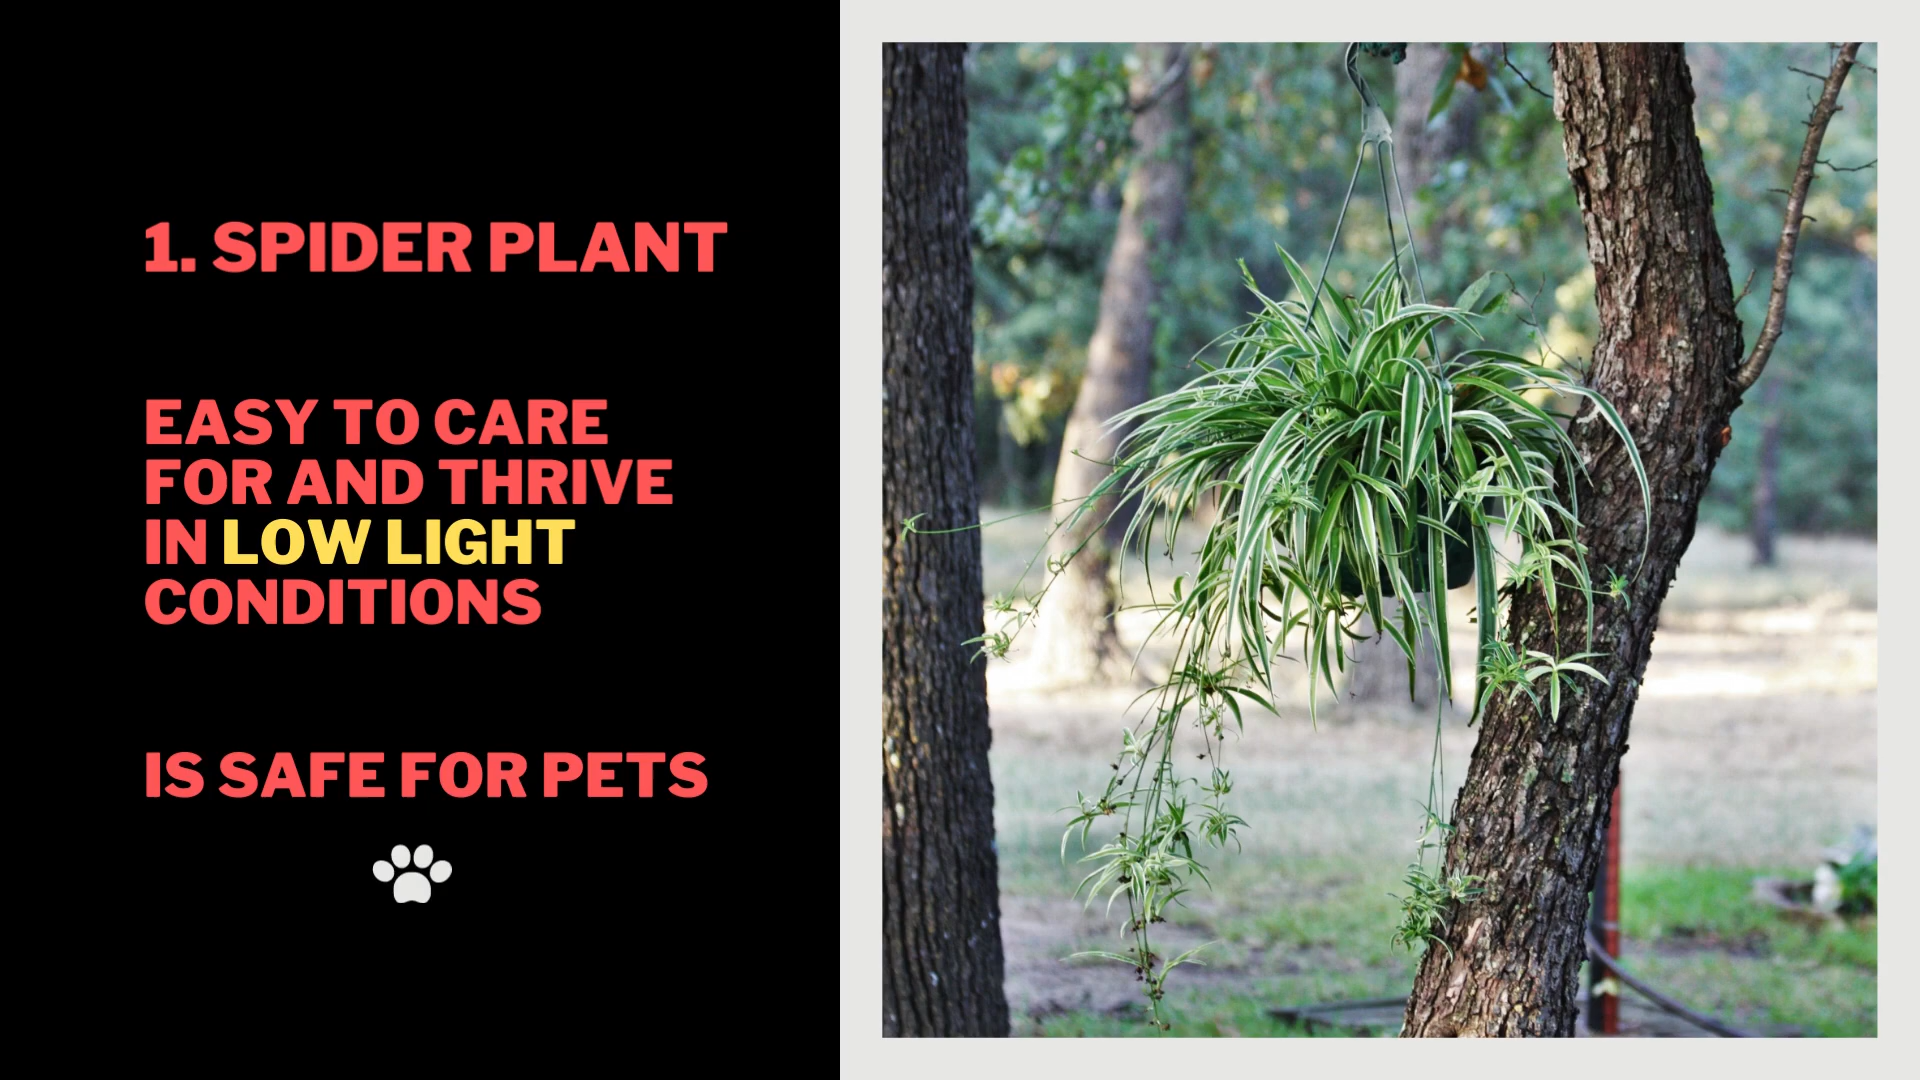 1. SPIDER PLANT
EASY TO CARE
FOR AND THRIVE
IN LOW LIGHT
CONDITIONS
IS SAFE FOR PETS